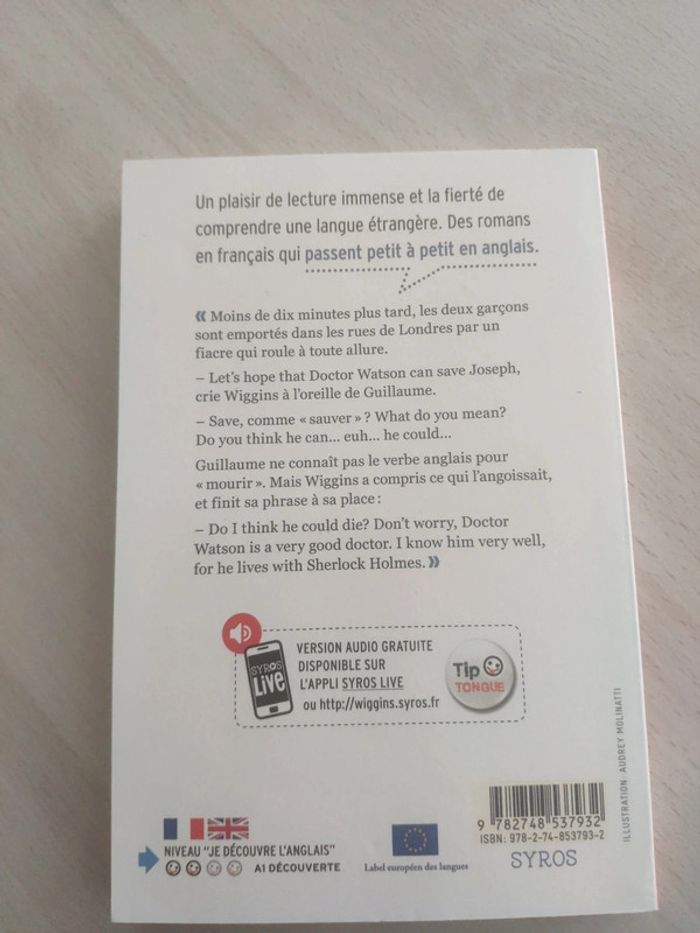 Un plaisir de lecture immense et la fierté de
comprendre une langue étrangère. Des romans
en français qui passent petit à petit en anglais.
« Moins de dix minutes plus tard, les deux garçons
sont emportés dans les rues de Londres par un
fiacre qui roule à toute allure.
– Let's hope that Doctor Watson can save Joseph,
crie Wiggins à l'oreille de Guillaume.
– Save, comme « sauver » ? What do you mean?
Do you think he can... euh... he could...
Guillaume ne connaît pas le verbe anglais pour
« mourir ». Mais Wiggins a compris ce qui l'angoissait,
et finit sa phrase à sa place :
– Do I think he could die? Don't worry, Doctor
Watson is a very good doctor. I know him very well,
for he lives with Sherlock Holmes. »
SYROS
Live
VERSION AUDIO GRATUITE
DISPONIBLE SUR
L'APPLI SYROS LIVE
ou http://wiggins.syros.fr
Tip
TONGUE
ILLUSTRATION: AUDREY MOLINATTI
NIVEAU "JE DÉCOUVRE L'ANGLAIS"
A1 DÉCOUVERTE
Label européen des langues
9 782748 537932
ISBN: 978-2-74-853793-2
SYROS